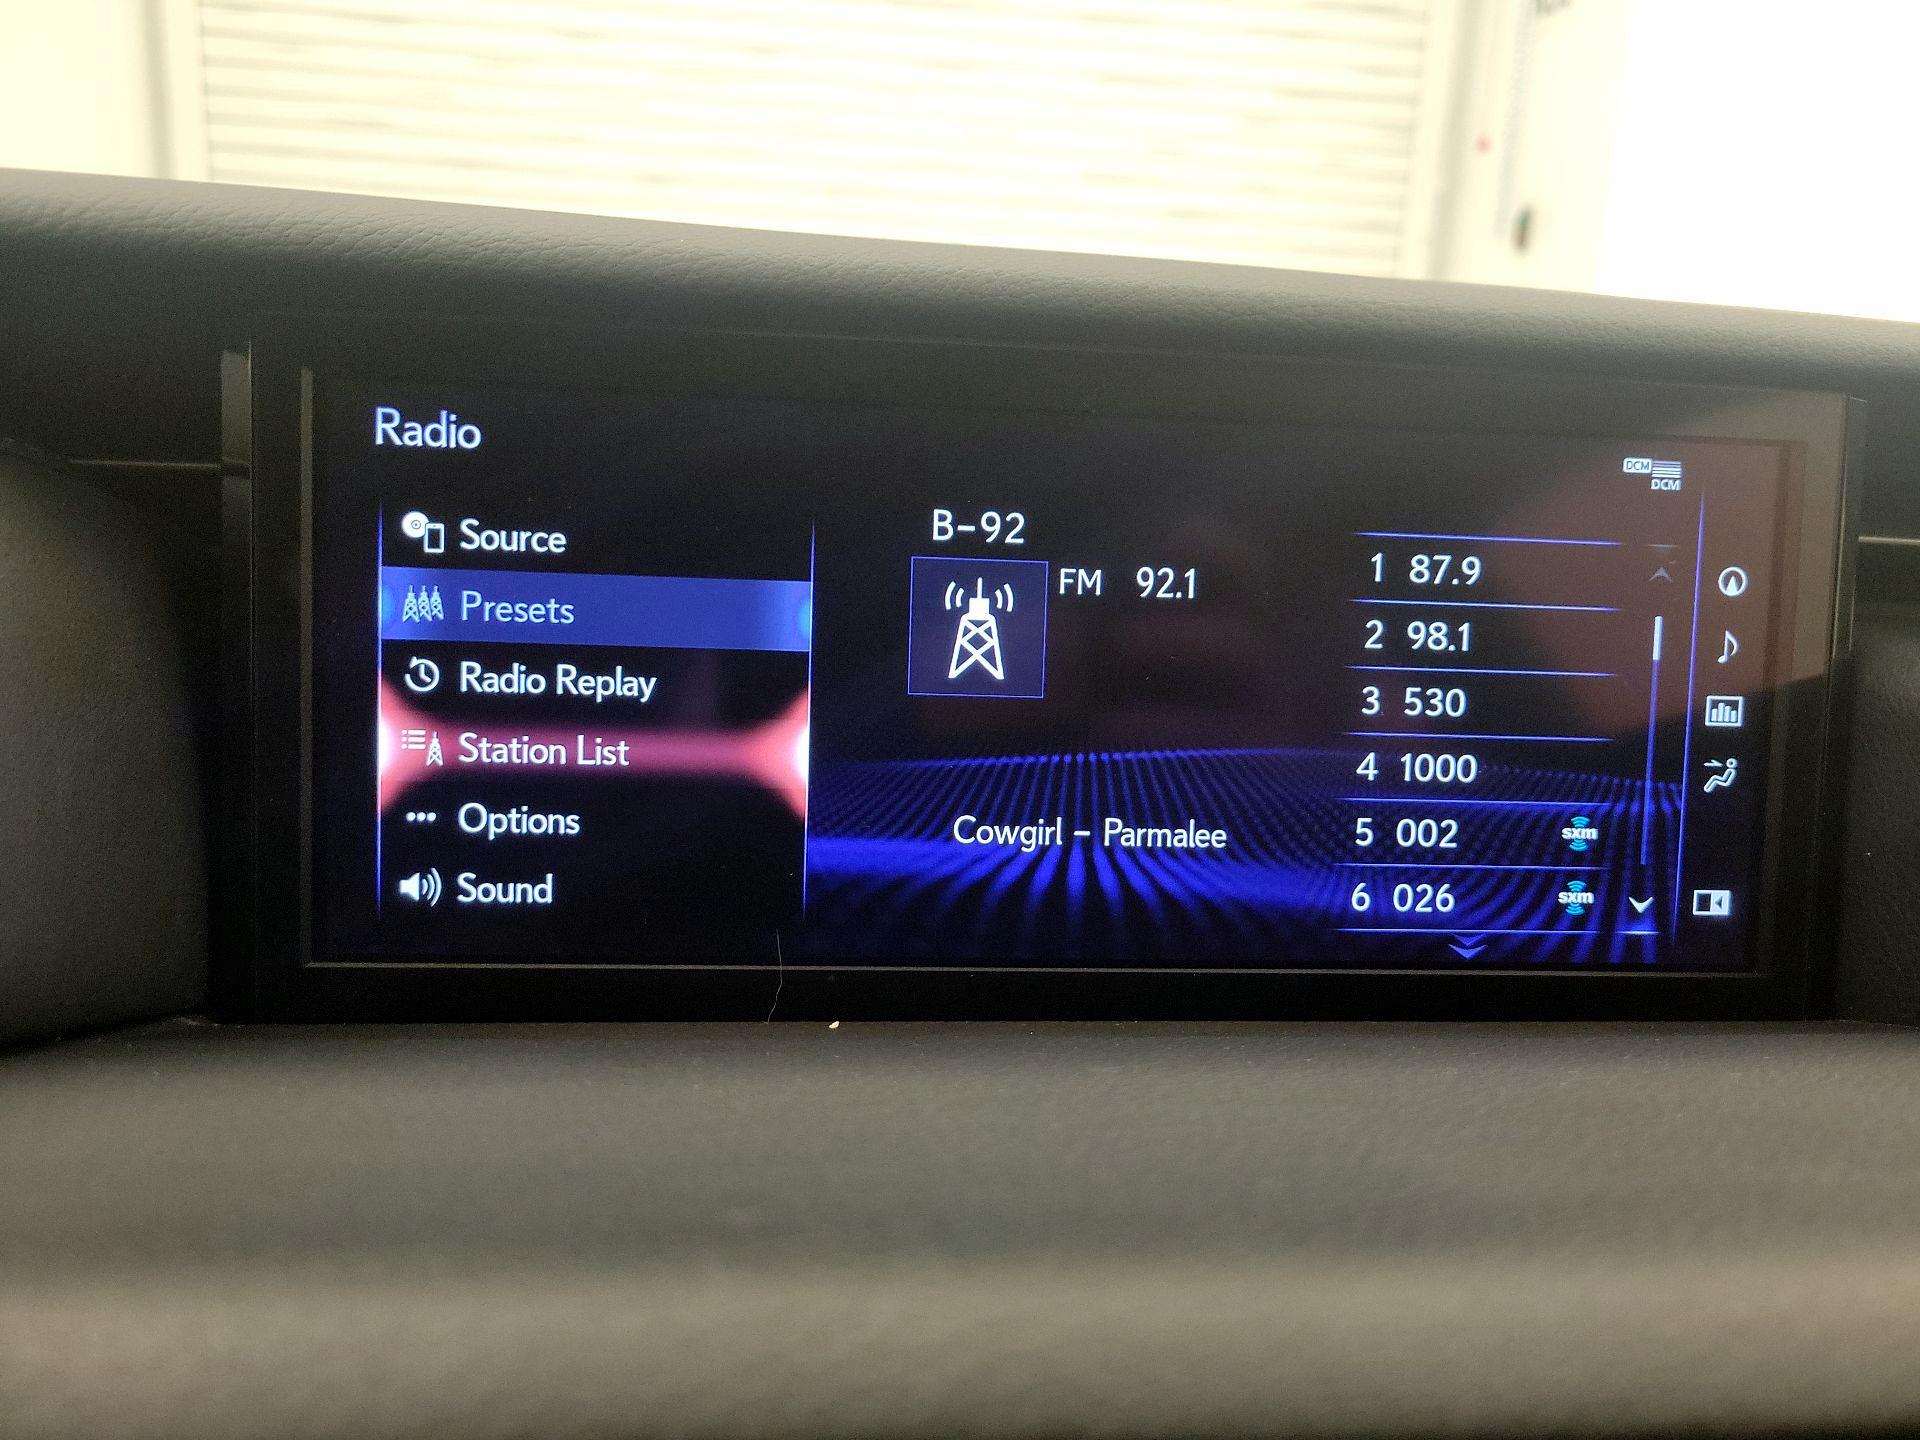 Radio
DCM
DCM
Source
Presets
Radio Replay
Station List
Options
Sound
B-92
FM 92.1
Cowgirl - Parmalee
1 87.9
2 98.1
3 530
4 1000
5 002 sxm
6 026 sxm